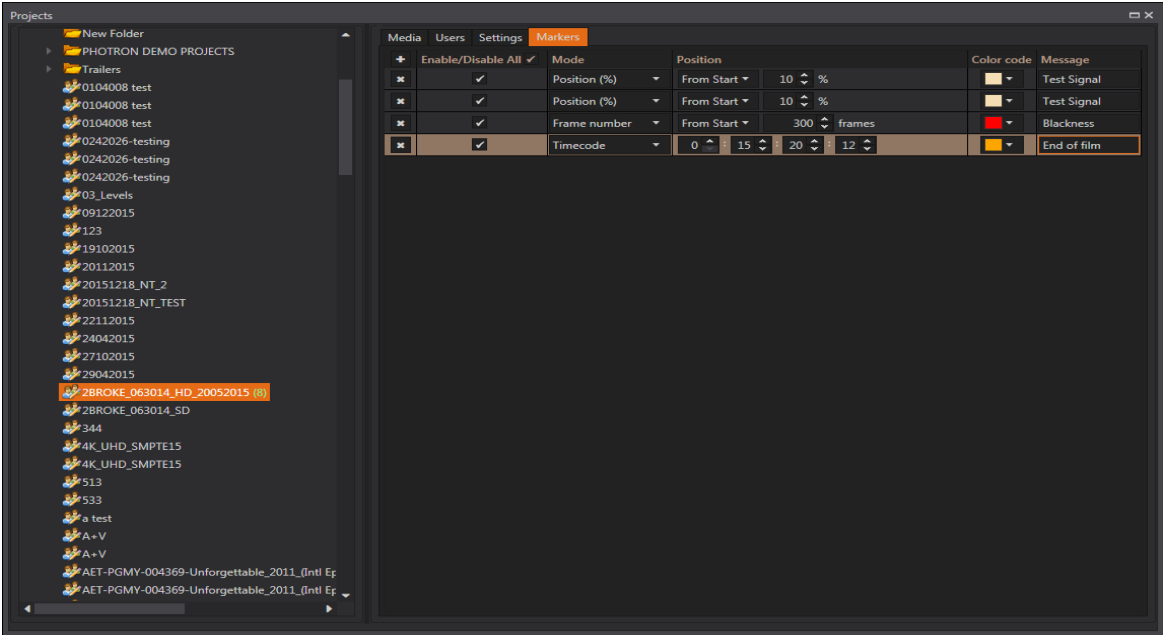 Projects
New Folder
PHOTRON DEMO PROJECTS
Trailers
0104008 test
0104008 test
0104008 test
0242026-testing
0242026-testing
0242026-testing
03_Levels
09122015
123
19102015
20112015
20151218_NT_2
20151218_NT_TEST
22112015
24042015
27102015
29042015
2BROKE_063014_HD_20052015 (8)
2BROKE_063014_SD
344
4K_UHD_SMPTE15
4K_UHD_SMPTE15
513
533
a test
A+V
A+V
AET-PGMY-004369-Unforgettable_2011_(Intl Ep
AET-PGMY-004369-Unforgettable_2011_(Intl Ep
Media Users Settings Markers
Enable/Disable All Mode Position Color code Message
Position (%) From Start 10 % Test Signal
Position (%) From Start 10 % Test Signal
Frame number From Start 300 frames Blackness
Timecode 0 : 15 : 20 : 12 End of film